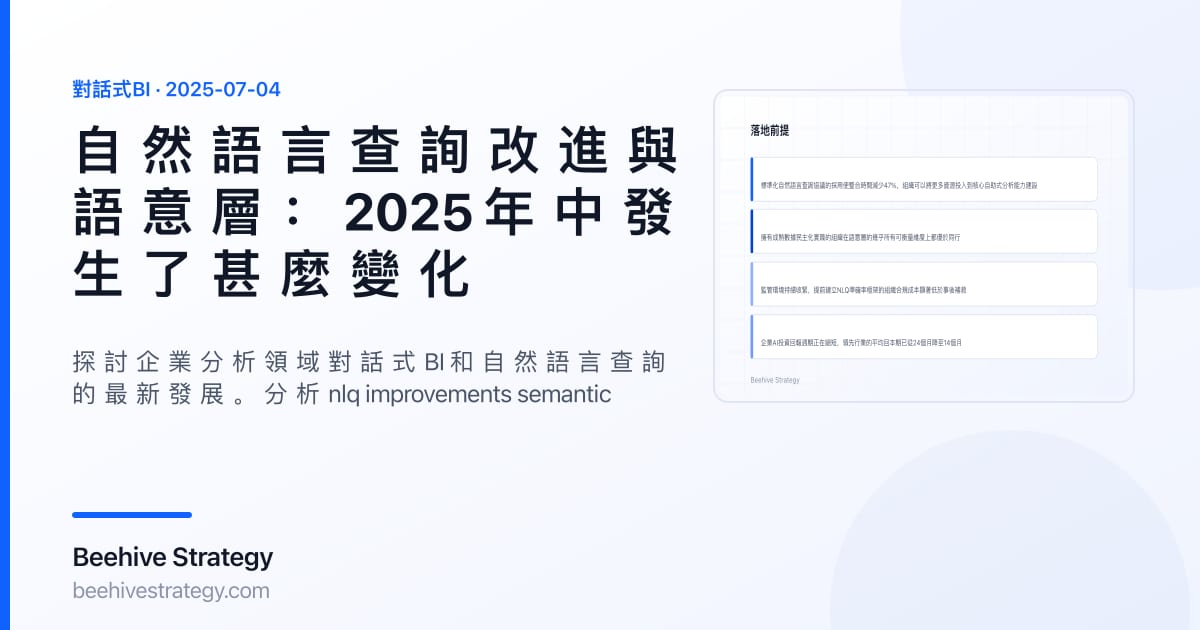 對話式BI · 2025-07-04
自然語言查詢改進與
語意層：2025年中發
生了甚麼變化
探討企業分析領域對話式BI和自然語言查詢
的最新發展。分析 nlq improvements semantic
Beehive Strategy
beehivestrategy.com
落地前提
標準化自然語言查詢協議的採用使整合時間減少47%，組織可以將更多資源投入到核心自助式分析能力建設
擁有成熟數據民主化實踐的組織在語意層的幾乎所有可衡量維度上都優於同行
監管環境持續收緊，提前建立NLQ準確率框架的組織合規成本顯著低於事後補救
企業AI投資回報週期正在縮短，領先行業的平均回本期已從24個月降至14個月
Beehive Strategy